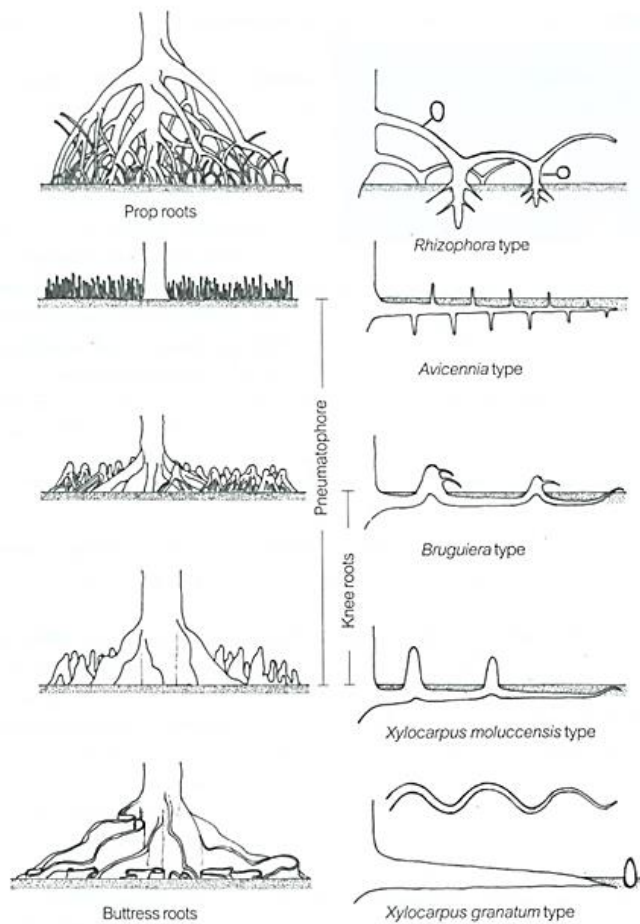 Prop roots
Rhizophora type
Avicennia type
Pneumatophore
Bruguiera type
Knee roots
Xylocarpus moluccensis type
Buttress roots
Xylocarpus granatum type